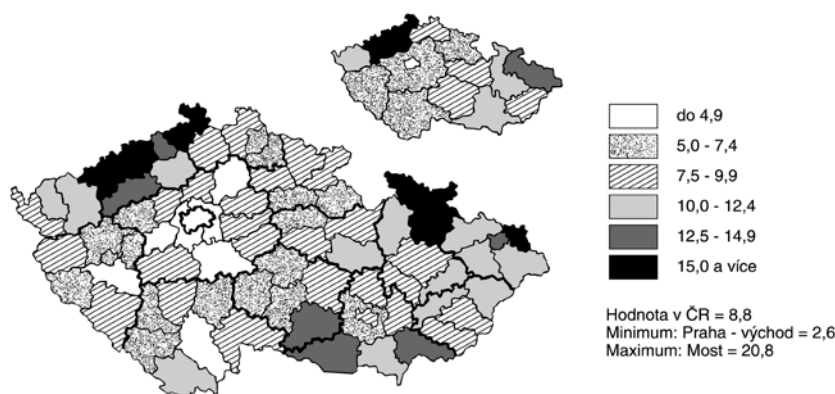 do 4,9
5,0 - 7,4
7,5 - 9,9
10,0 - 12,4
12,5 - 14,9
15,0 a více
Hodnota v ČR = 8,8
Minimum: Praha - východ = 2,6
Maximum: Most = 20,8